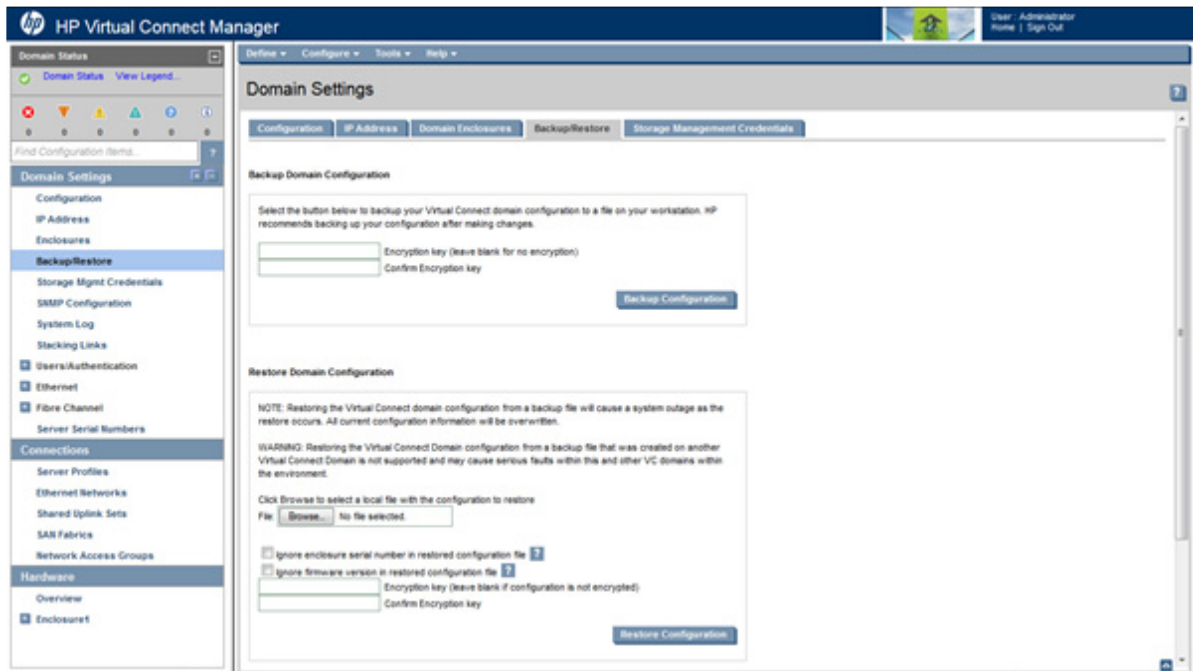 hp HP Virtual Connect Manager
User : Administrator
Home | Sign Out
Domain Status
Domain Status View Legend...
0 0 0 0 0 0
Find Configuration Items...
?
Domain Settings
Configuration
IP Address
Enclosures
Backup/Restore
Storage Mgmt Credentials
SNMP Configuration
System Log
Stacking Links
Users/Authentication
Ethernet
Fibre Channel
Server Serial Numbers
Connections
Server Profiles
Ethernet Networks
Shared Uplink Sets
SAN Fabrics
Network Access Groups
Hardware
Overview
Enclosure1
Define Configure Tools Help
Domain Settings
?
Configuration IP Address Domain Enclosures Backup/Restore Storage Management Credentials
Backup Domain Configuration
Select the button below to backup your Virtual Connect domain configuration to a file on your workstation. HP
recommends backing up your configuration after making changes.
Encryption key (leave blank for no encryption)
Confirm Encryption key
Backup Configuration
Restore Domain Configuration
NOTE: Restoring the Virtual Connect domain configuration from a backup file will cause a system outage as the
restore occurs. All current configuration information will be overwritten.
WARNING: Restoring the Virtual Connect Domain configuration from a backup file that was created on another
Virtual Connect Domain is not supported and may cause serious faults within this and other VC domains within
the environment.
Click Browse to select a local file with the configuration to restore
File: Browse... No file selected.
Ignore enclosure serial number in restored configuration file ?
Ignore firmware version in restored configuration file ?
Encryption key (leave blank if configuration is not encrypted)
Confirm Encryption key
Restore Configuration